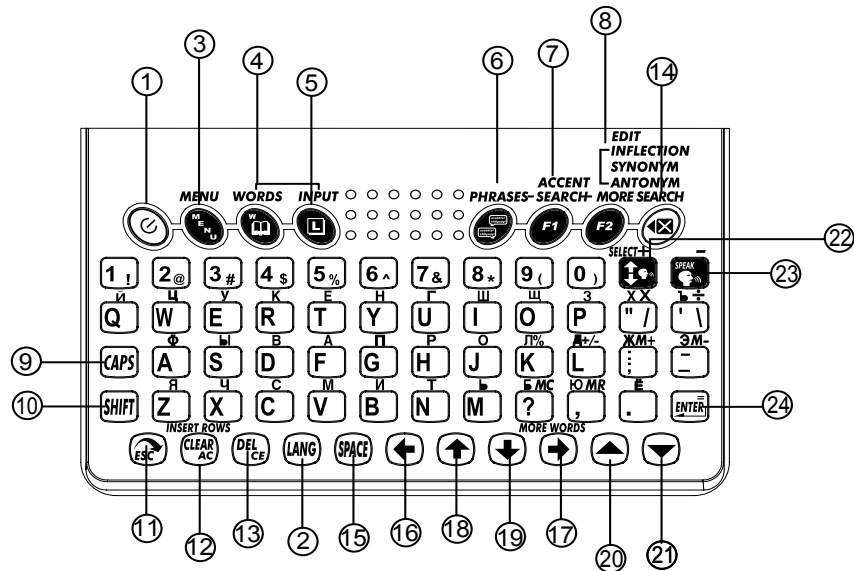 ③ ④ ⑤ ⑥ ⑦ ⑧ ⑭
①
EDIT
INFLECTION
SYNONYM
ANTONYM
MENU WORDS INPUT PHRASES ACCENT SEARCH MORE SEARCH
MENU W L F1 F2
SELECT + -
1 ! 2 @ 3 # 4 $ 5 % 6 ^ 7 & 8 * 9 ( 0 ) SPEAK
㉒ ㉓
Й Ц У К Е Н Г Ш Щ З Х X Ъ ÷
Q W E R T Y U I O P " / ' \
Ф Ы В А П Р О Л% Д+/- ЖM+ ЭM-
⑨ CAPS A S D F G H J K L ; : _ –
Я Ч С М И Т Ь Б MC Ю MR Ё =
⑩ SHIFT Z X C V B N M ? , . ENTER ㉔
INSERT ROWS MORE WORDS
ESC CLEAR AC DEL CE LANG SPACE
⑪ ⑫ ⑬ ② ⑮ ⑯ ⑱ ⑲ ⑰ ⑳ ㉑